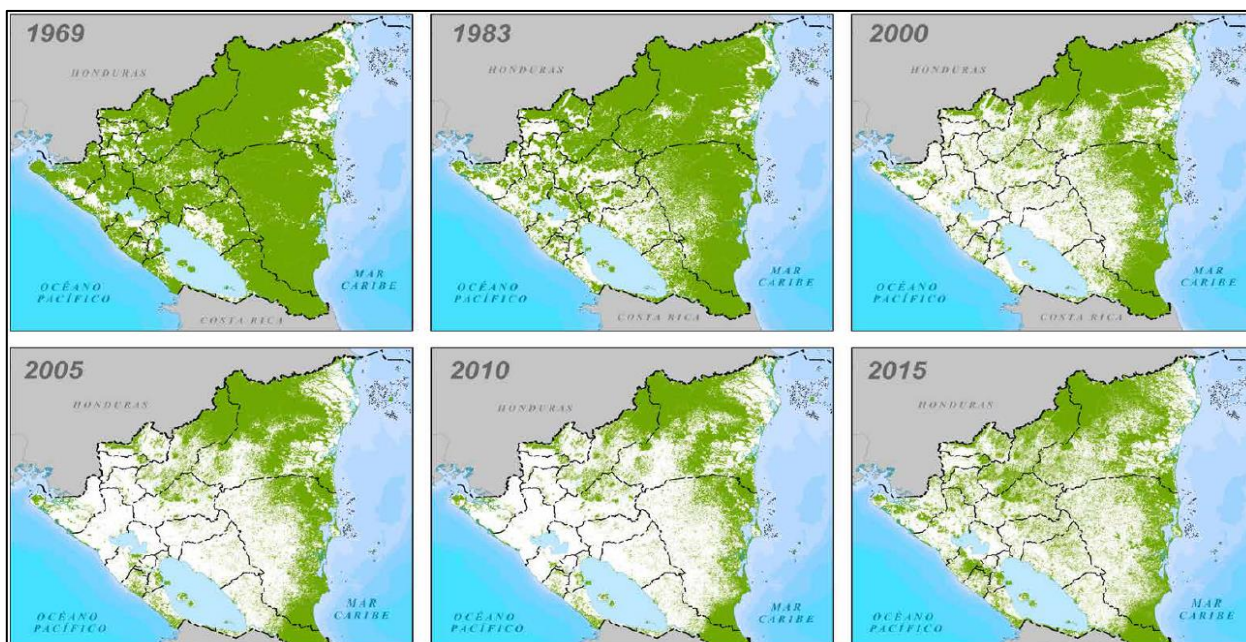 1969
HONDURAS
OCÉANO
PACÍFICO
MAR
CARIBE
COSTA RICA
1983
HONDURAS
OCÉANO
PACÍFICO
MAR
CARIBE
COSTA RICA
2000
HONDURAS
OCÉANO
PACÍFICO
MAR
CARIBE
COSTA RICA
2005
HONDURAS
OCÉANO
PACÍFICO
MAR
CARIBE
2010
HONDURAS
OCÉANO
PACÍFICO
MAR
CARIBE
2015
HONDURAS
OCÉANO
PACÍFICO
MAR
CARIBE